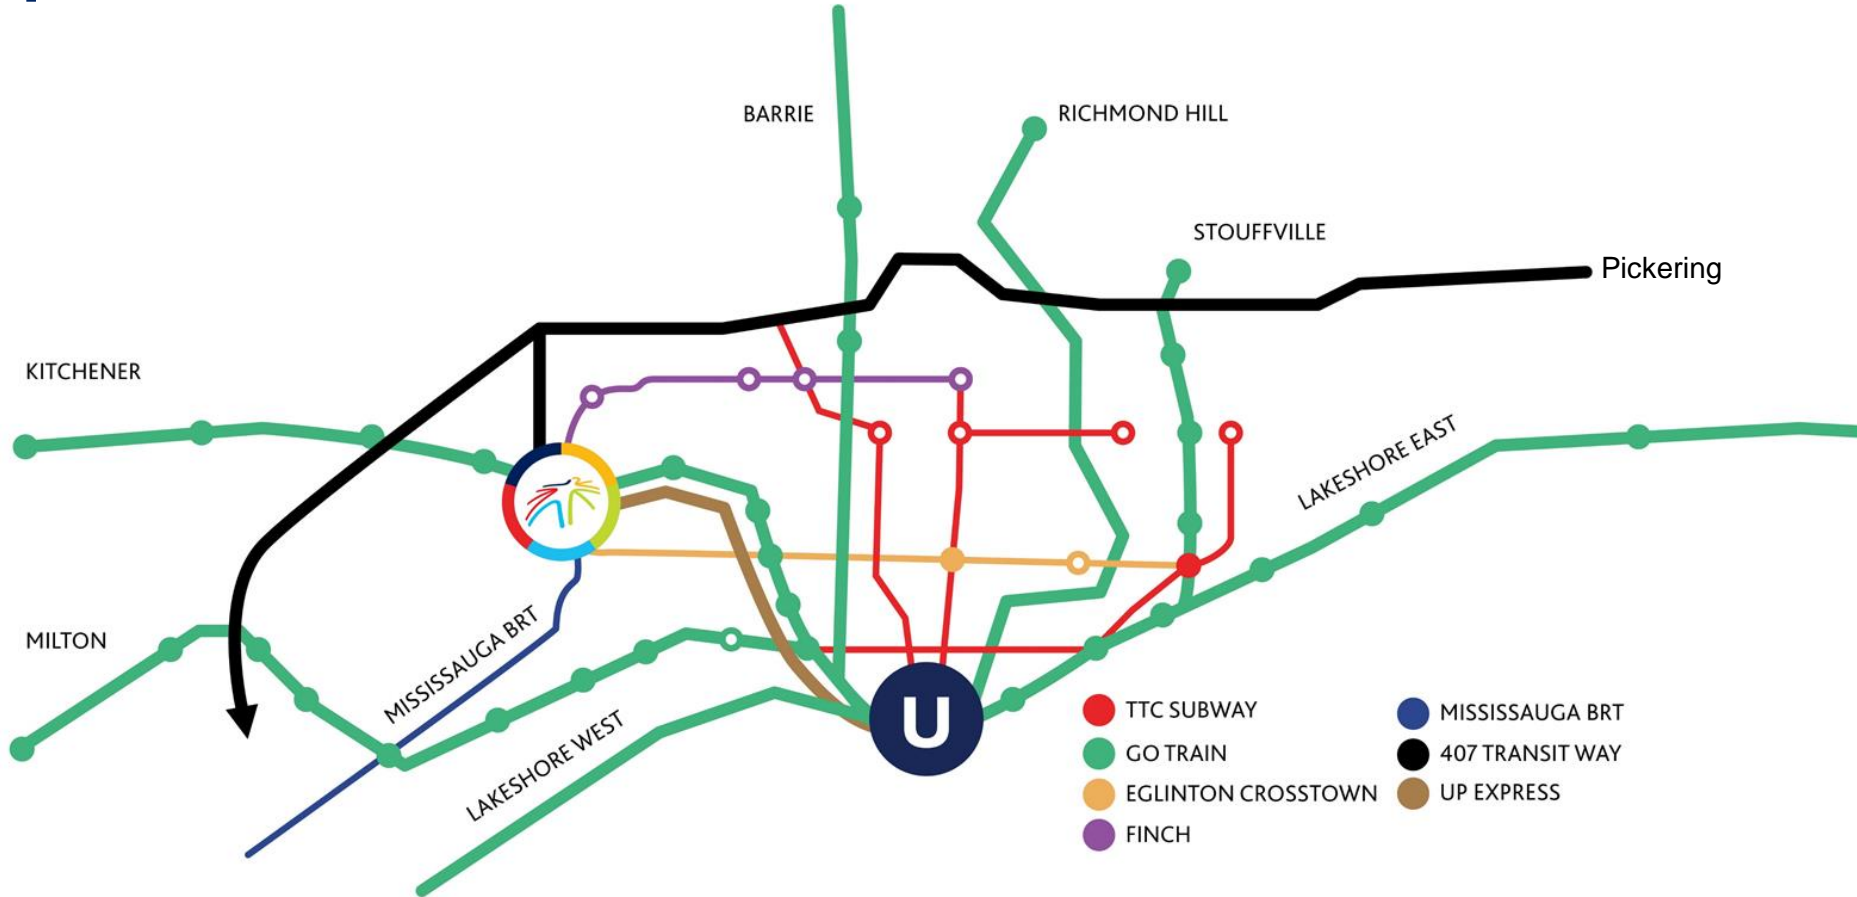 BARRIE
RICHMOND HILL
STOUFFVILLE
Pickering
KITCHENER
LAKESHORE EAST
MILTON
MISSISSAUGA BRT
LAKESHORE WEST
U
TTC SUBWAY
GO TRAIN
EGLINTON CROSSTOWN
FINCH
MISSISSAUGA BRT
407 TRANSIT WAY
UP EXPRESS